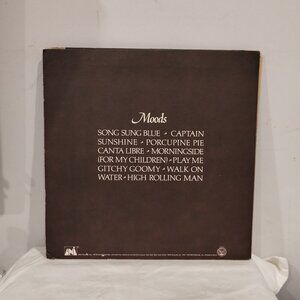 Moods
SONG SUNG BLUE • CAPTAIN
SUNSHINE • PORCUPINE PIE
CANTA LIBRE • MORNINGSIDE
(FOR MY CHILDREN) • PLAY ME
GITCHY GOOMY • WALK ON
WATER • HIGH ROLLING MAN